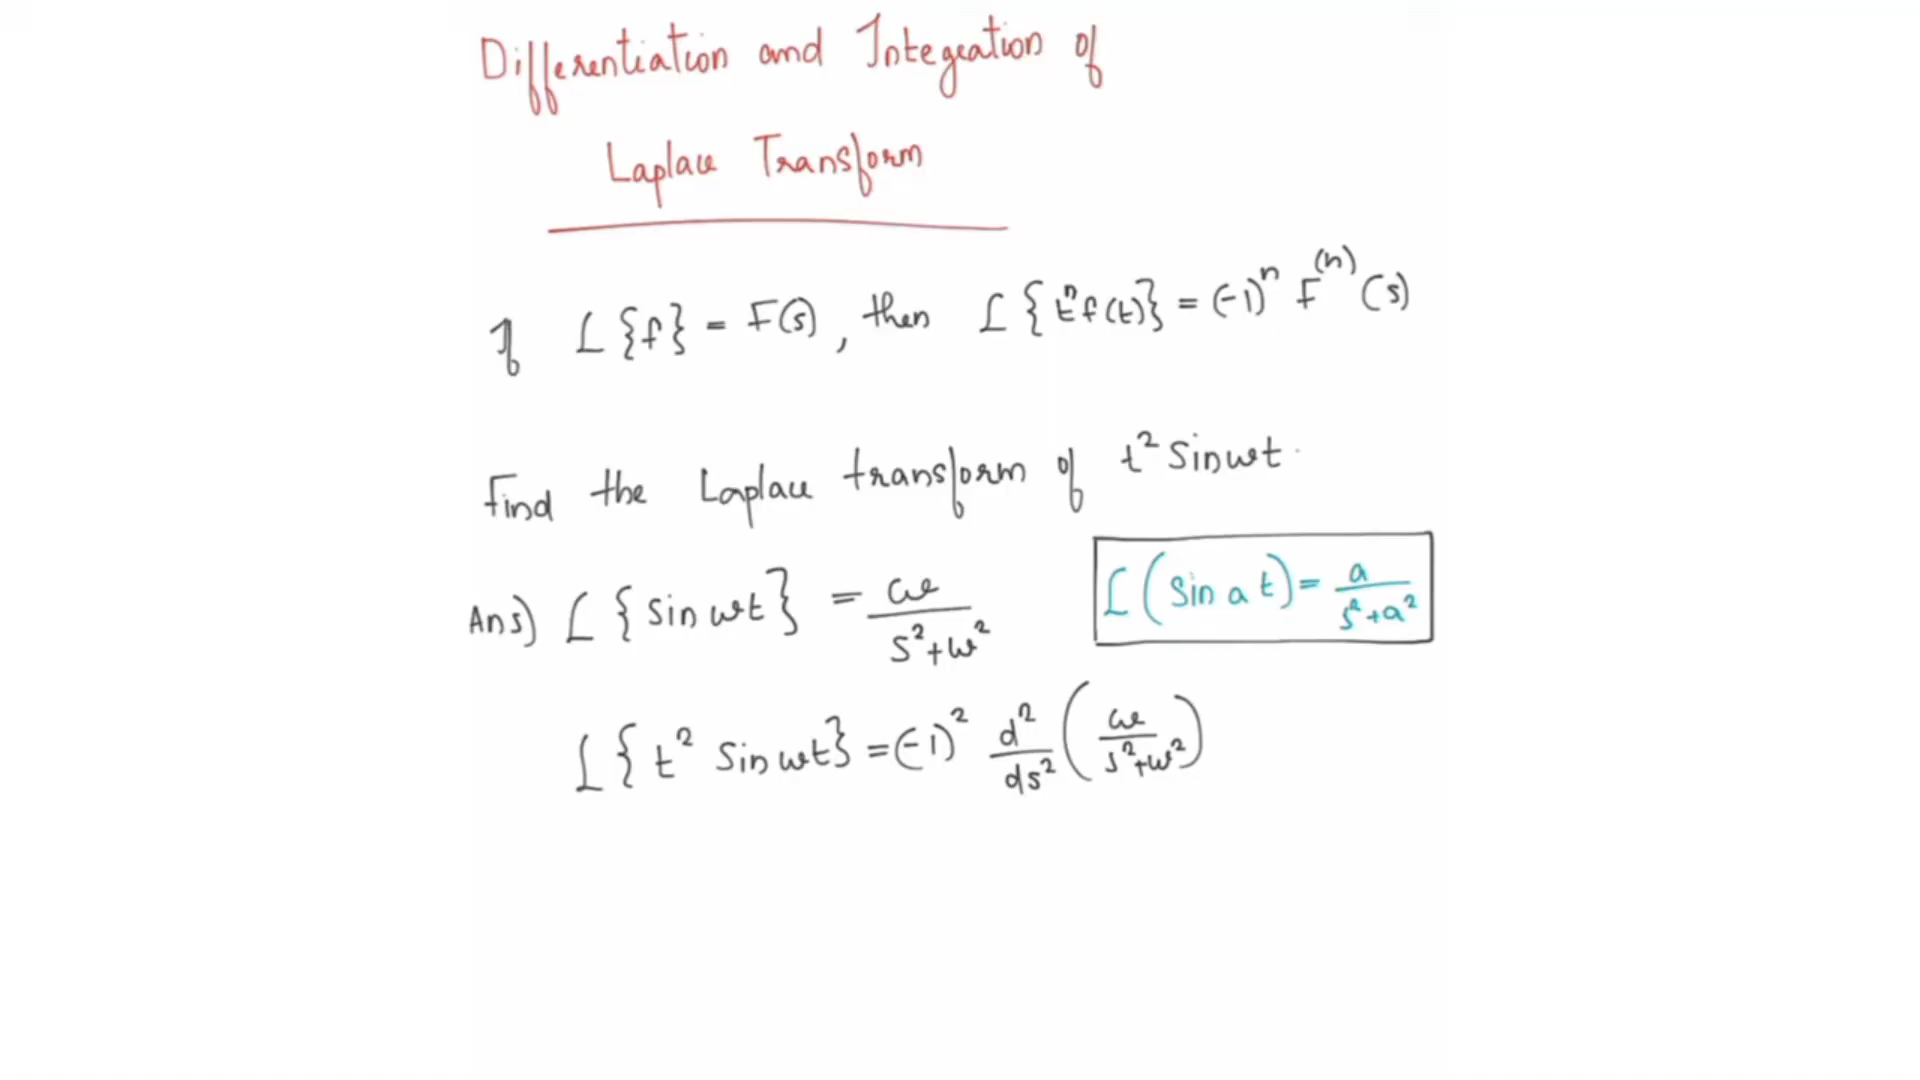 Differentiation and Integration of
Laplace Transform
If L{f} = F(s), then L{tⁿf(t)} = (-1)ⁿ F⁽ⁿ⁾(s)
Find the Laplace transform of t² sinωt.
Ans) L{sin ωt} = ω/(s²+ω²)
L(sin at) = a/(s²+a²)
L{t² sin ωt} = (-1)² d²/ds² (ω/(s²+ω²))